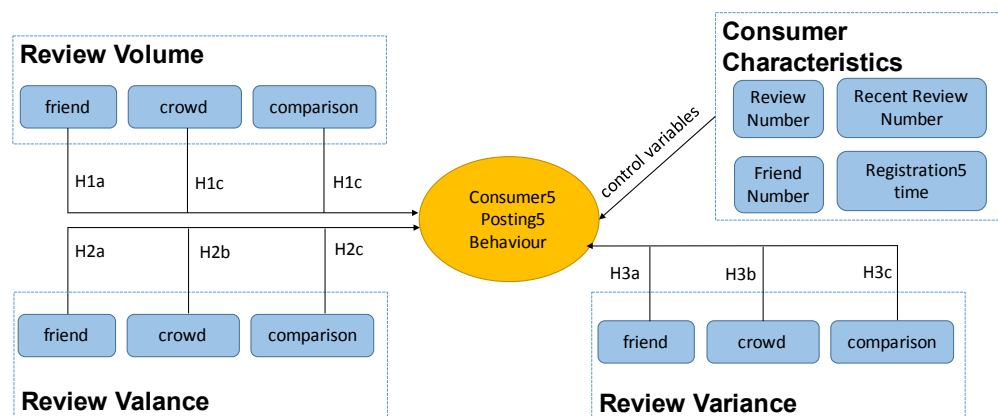 Review Volume
friend
crowd
comparison
H1a
H1c
H1c
Consumer
Characteristics
Review
Number
Recent Review
Number
Friend
Number
Registration5
time
control variables
Consumer5
Posting5
Behaviour
H2a
H2b
H2c
friend
crowd
comparison
Review Valance
H3a
H3b
H3c
friend
crowd
comparison
Review Variance